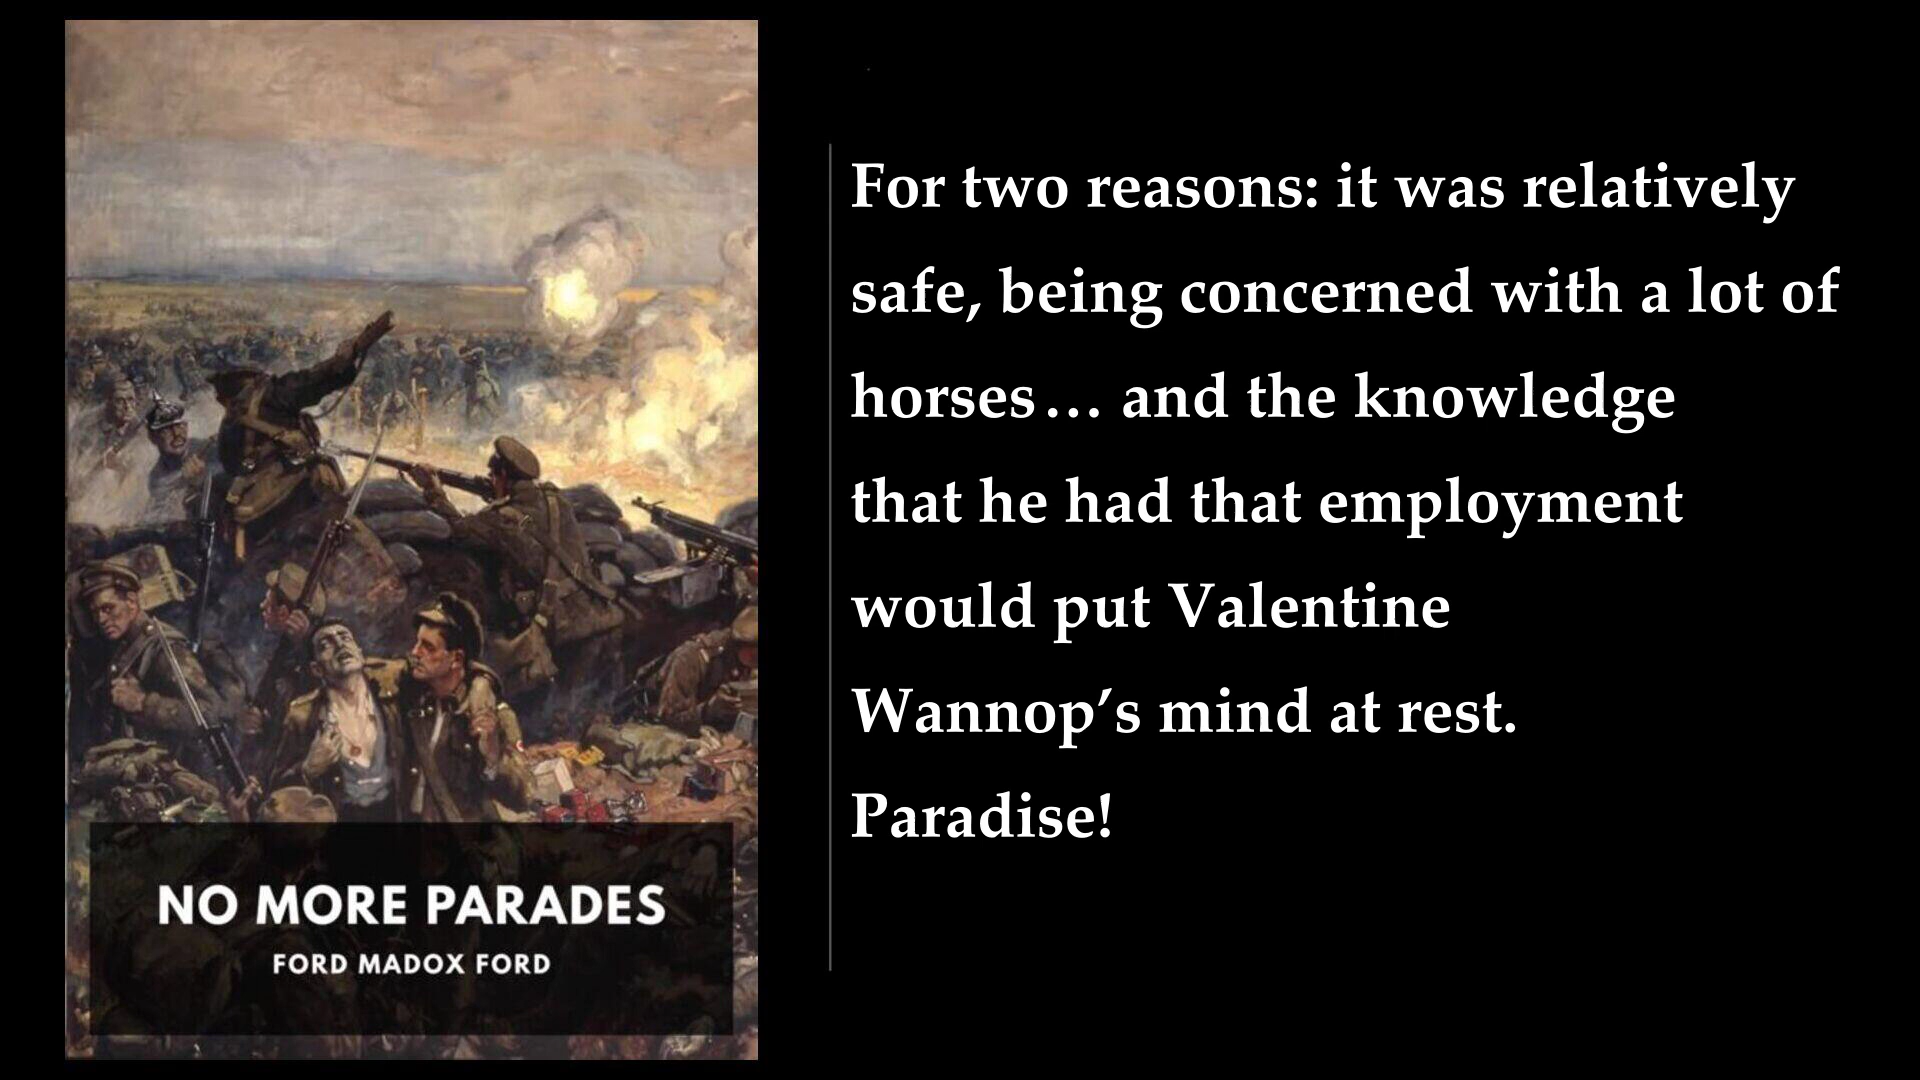 For two reasons: it was relatively
safe, being concerned with a lot of
horses… and the knowledge
that he had that employment
would put Valentine
Wannop’s mind at rest.
Paradise!
NO MORE PARADES
FORD MADOX FORD